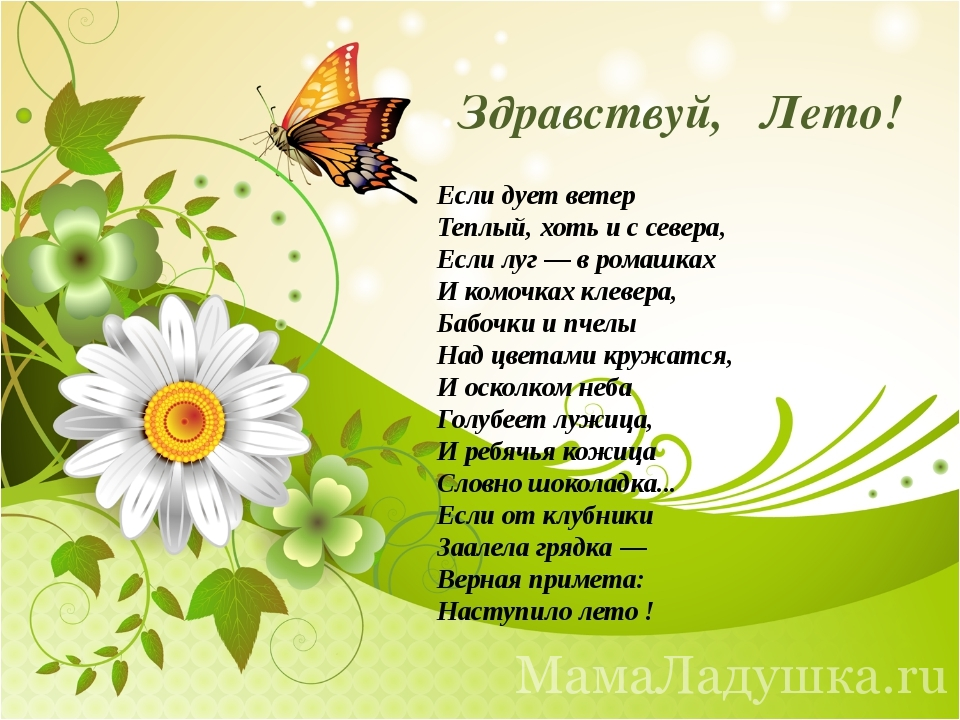 Здравствуй, Лето!
Если дует ветер
Теплый, хоть и с севера,
Если луг — в ромашках
И комочках клевера,
Бабочки и пчелы
Над цветами кружатся,
И осколком неба
Голубеет лужица,
И ребячья кожица
Словно шоколадка...
Если от клубники
Заалела грядка —
Верная примета:
Наступило лето !
МамаЛадушка.ru